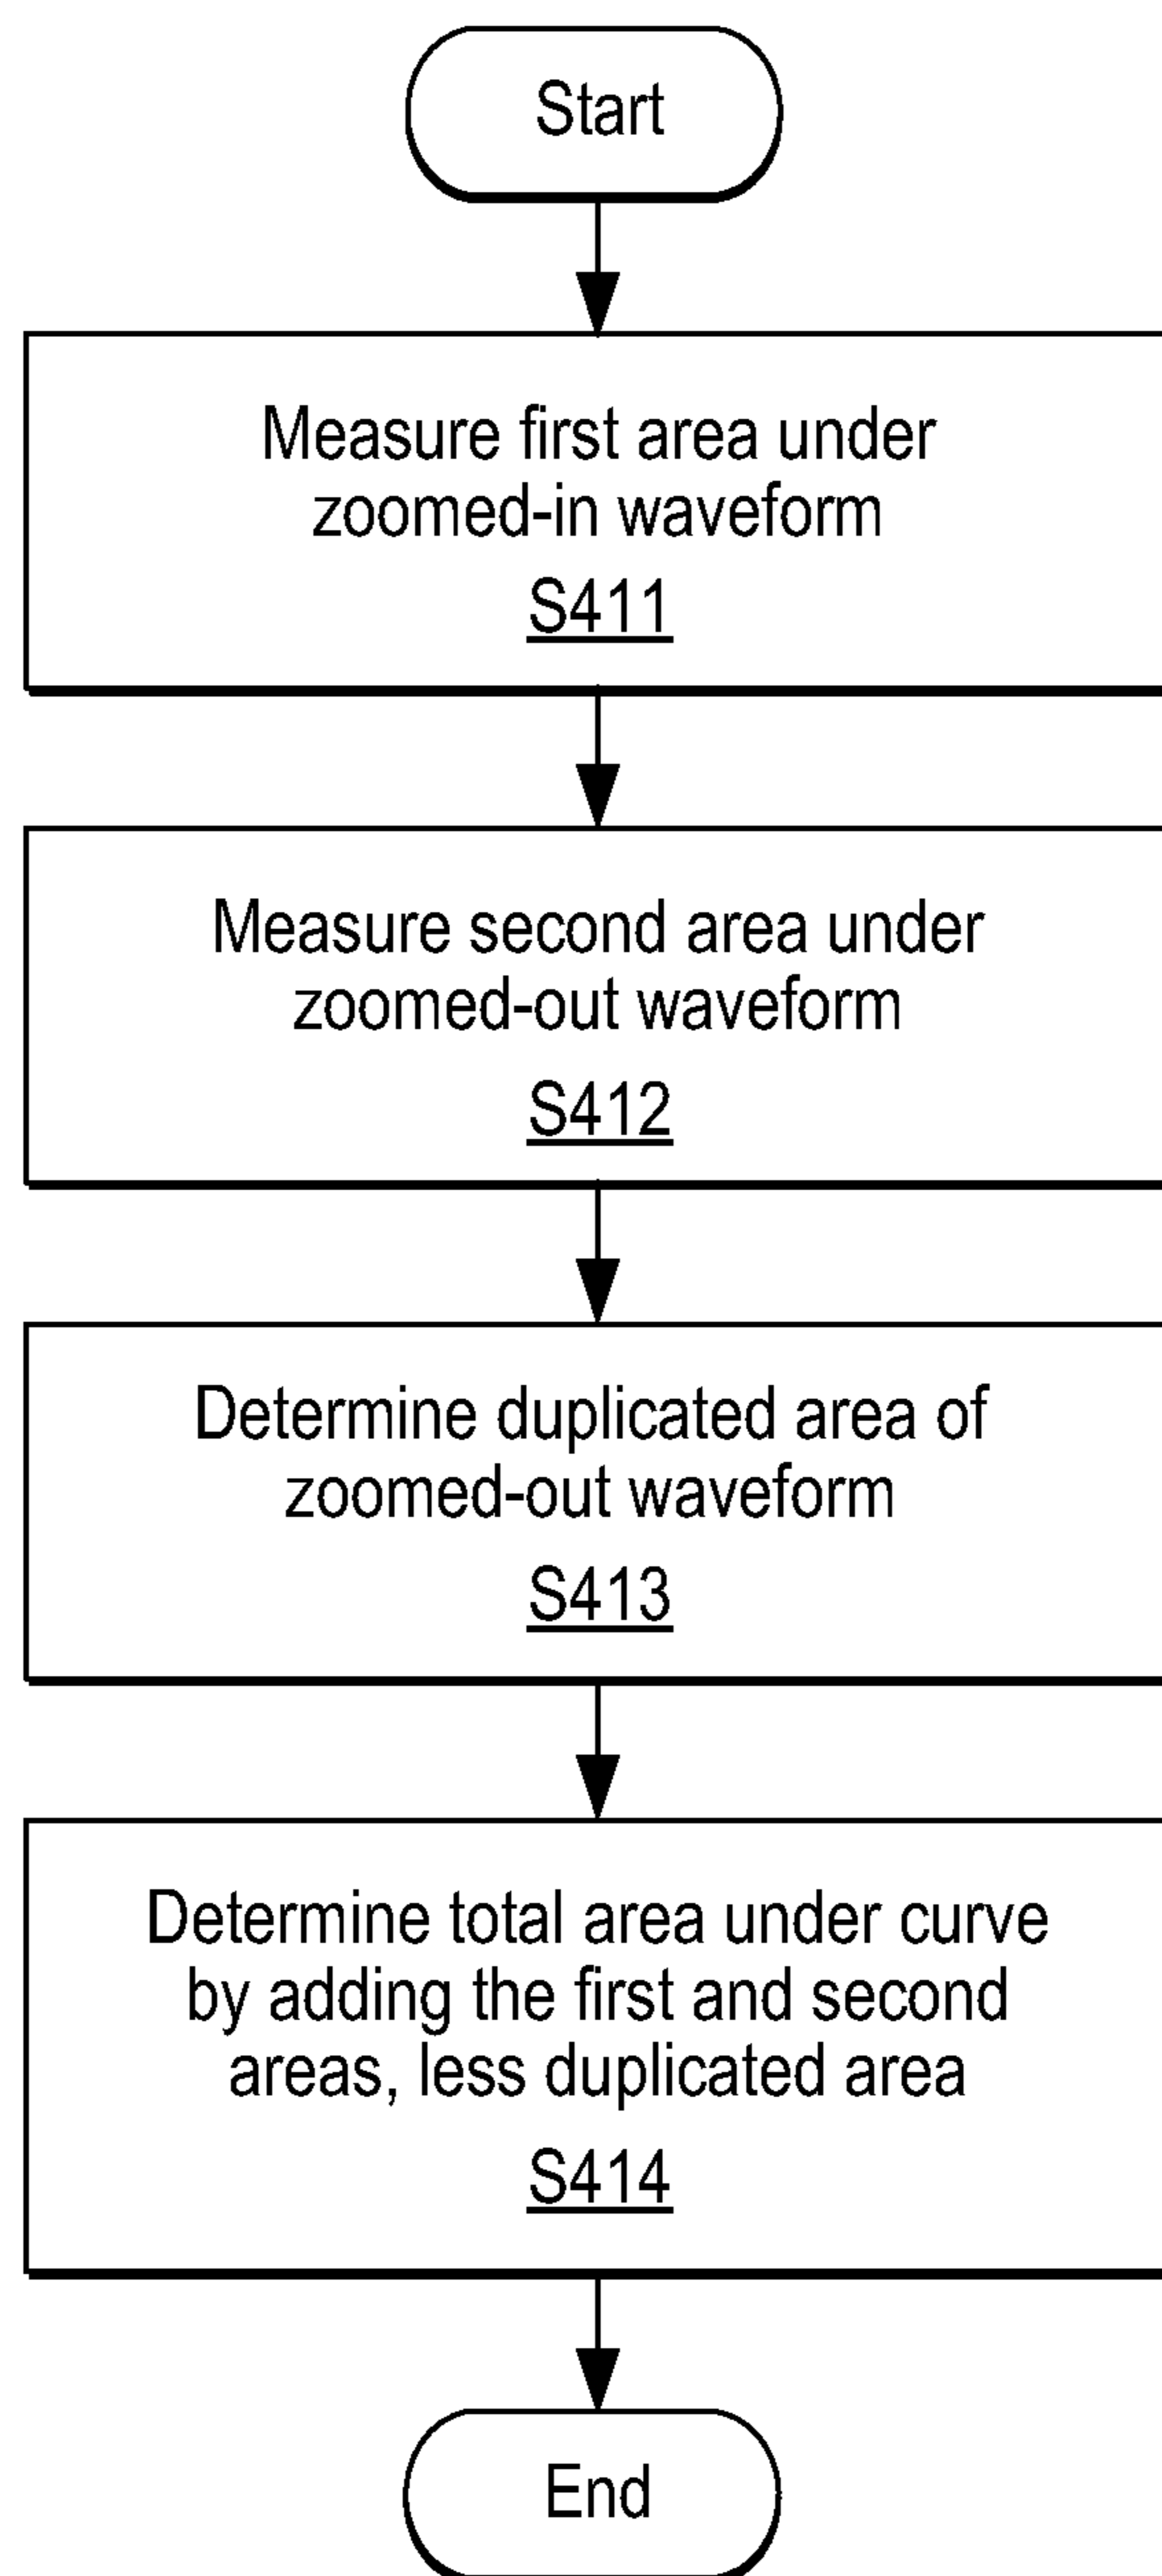 Start
Measure first area under
zoomed-in waveform
S411
Measure second area under
zoomed-out waveform
S412
Determine duplicated area of
zoomed-out waveform
S413
Determine total area under curve
by adding the first and second
areas, less duplicated area
S414
End